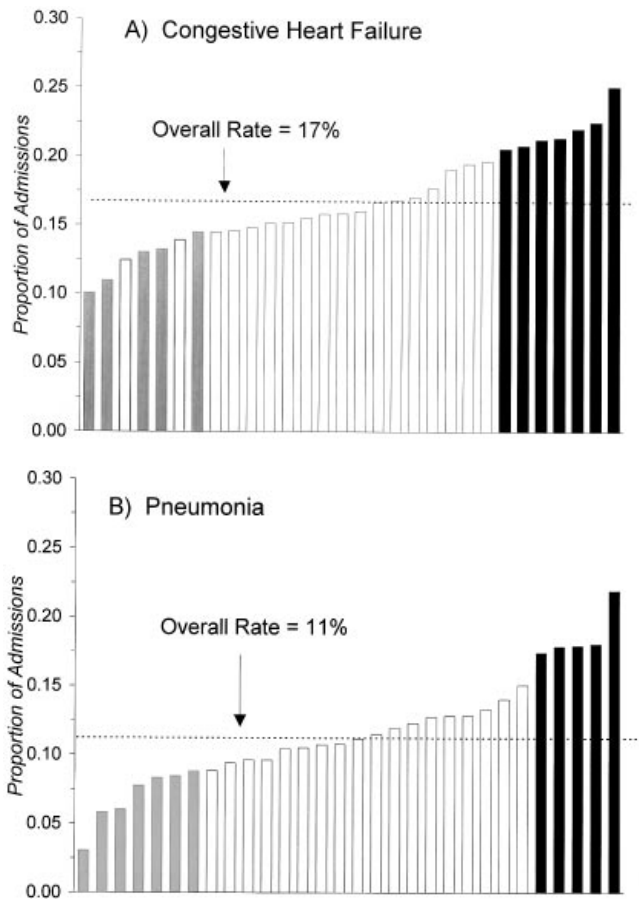 A) Congestive Heart Failure
Proportion of Admissions
0.30
0.25
0.20
0.15
0.10
0.05
0.00
Overall Rate = 17%
B) Pneumonia
Proportion of Admissions
0.30
0.25
0.20
0.15
0.10
0.05
0.00
Overall Rate = 11%